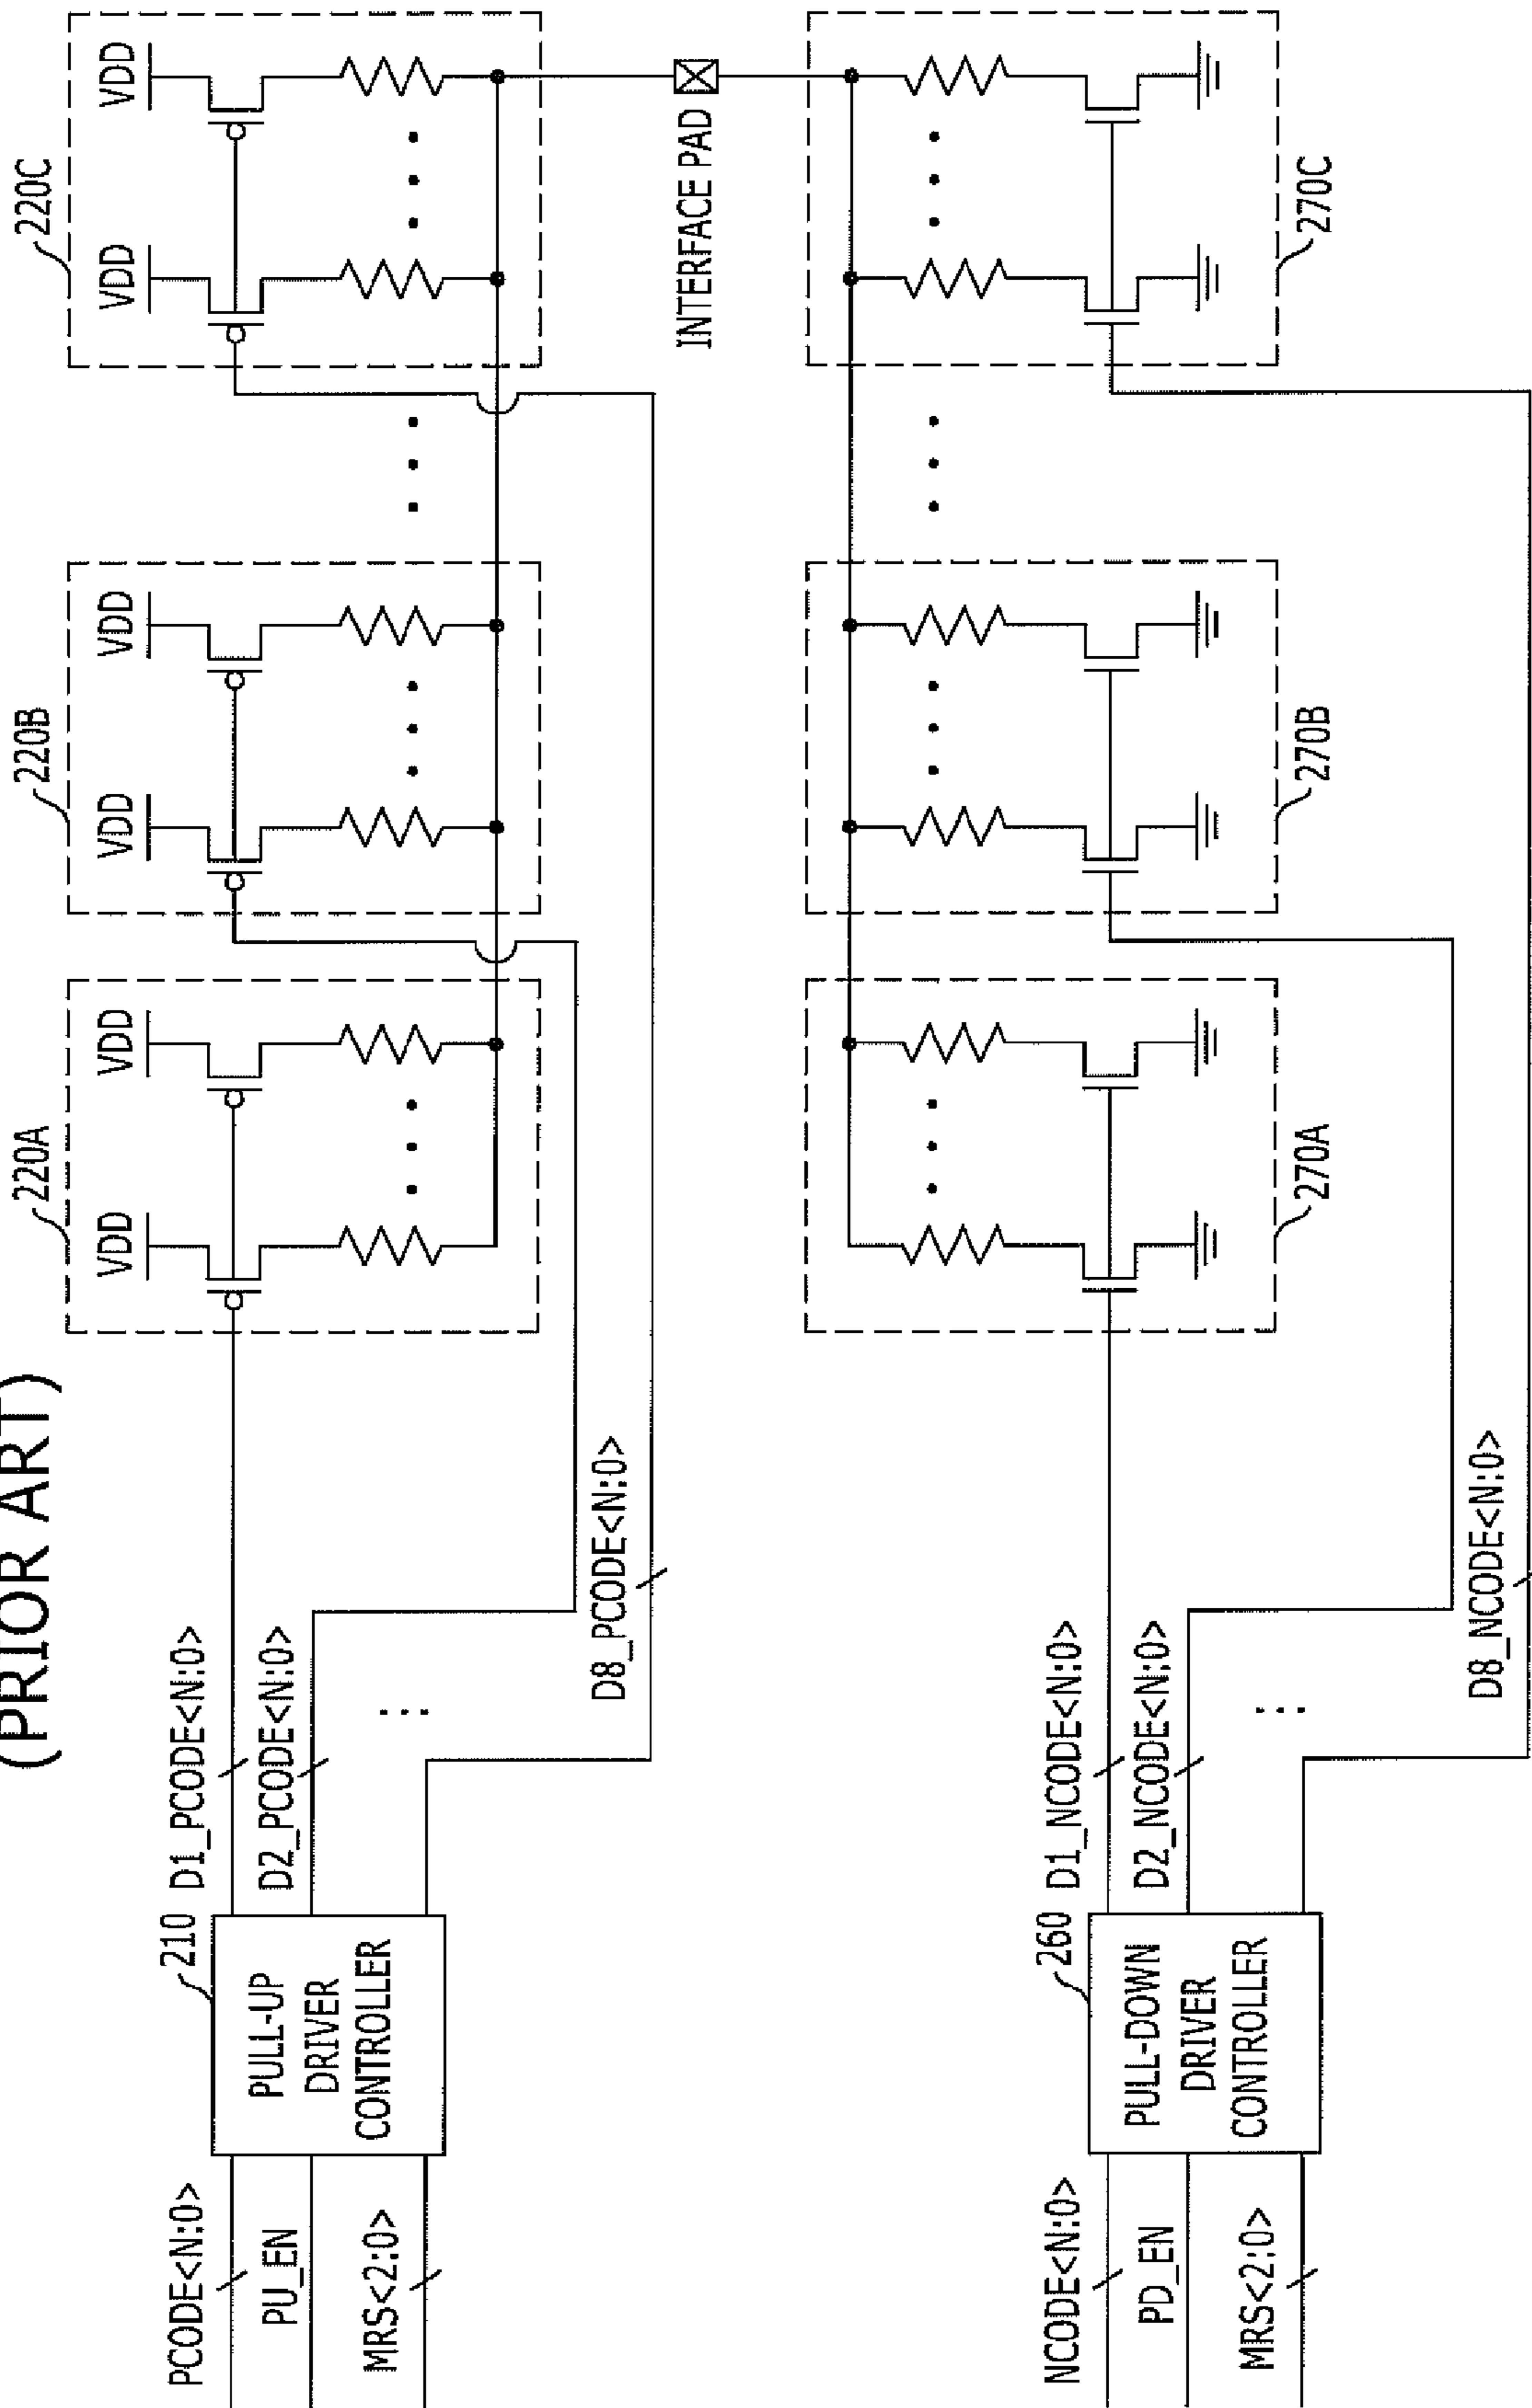 (PRIOR ART)
220A
220B
220C
VDD
VDD
VDD
VDD
VDD
VDD
PCODE<N:0>
PU_EN
MRS<2:0>
210
PULL-UP
DRIVER
CONTROLLER
D1_PCODE<N:0>
D2_PCODE<N:0>
D8_PCODE<N:0>
INTERFACE PAD
NCODE<N:0>
PD_EN
MRS<2:0>
260
PULL-DOWN
DRIVER
CONTROLLER
D1_NCODE<N:0>
D2_NCODE<N:0>
D8_NCODE<N:0>
270A
270B
270C